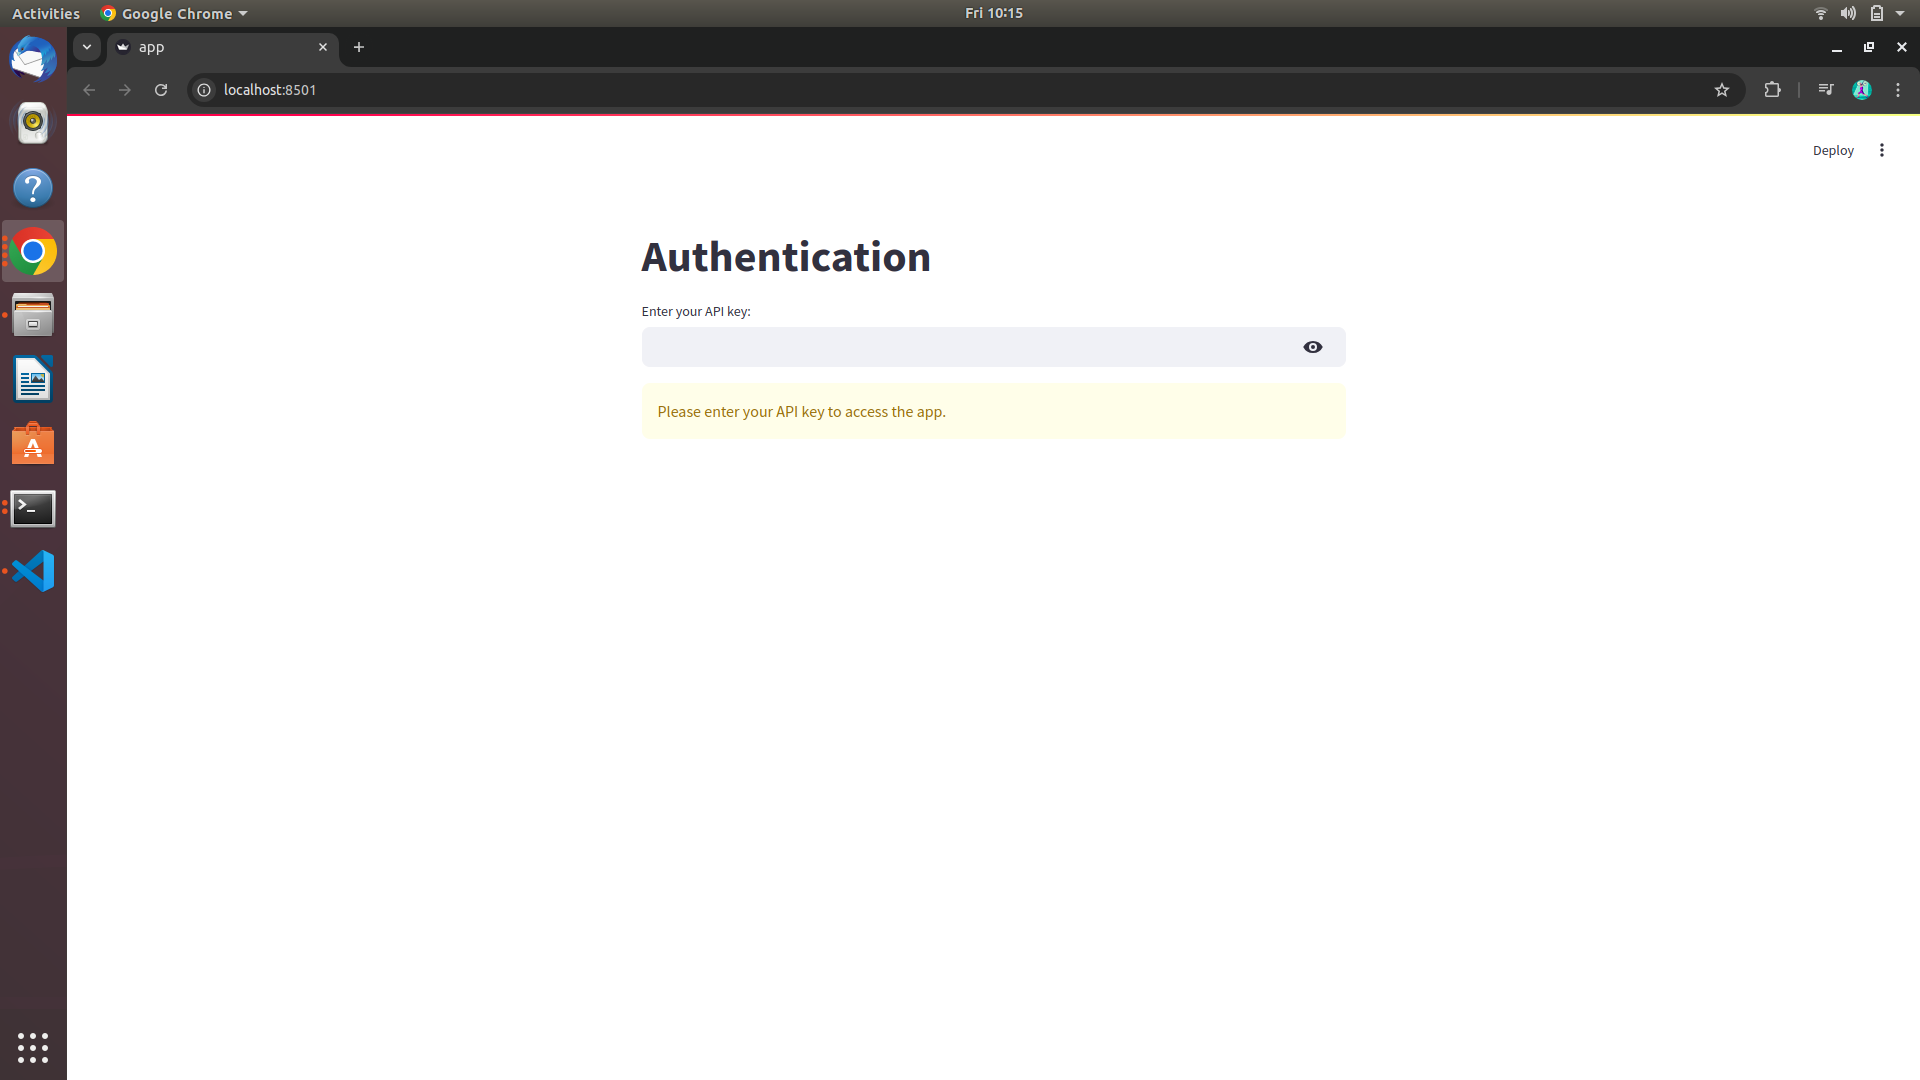 Activities Google Chrome Fri 10:15
app
localhost:8501
Deploy
Authentication
Enter your API key:
Please enter your API key to access the app.